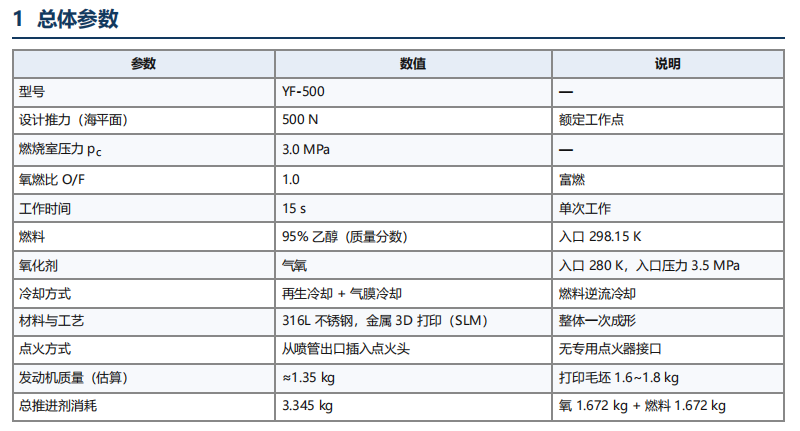 1 总体参数
参数 数值 说明
型号 YF-500 —
设计推力（海平面） 500 N 额定工作点
燃烧室压力 pc 3.0 MPa —
氧燃比 O/F 1.0 富燃
工作时间 15 s 单次工作
燃料 95% 乙醇（质量分数） 入口 298.15 K
氧化剂 气氧 入口 280 K，入口压力 3.5 MPa
冷却方式 再生冷却 + 气膜冷却 燃料逆流冷却
材料与工艺 316L 不锈钢，金属 3D 打印（SLM） 整体一次成形
点火方式 从喷管出口插入点火头 无专用点火器接口
发动机质量（估算） ≈1.35 kg 打印毛坯 1.6~1.8 kg
总推进剂消耗 3.345 kg 氧 1.672 kg + 燃料 1.672 kg